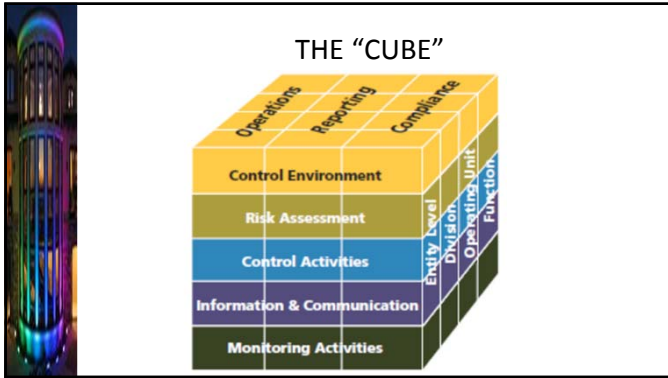 THE “CUBE”
Operations
Reporting
Compliance
Control Environment
Risk Assessment
Control Activities
Information & Communication
Monitoring Activities
Entity Level
Division
Operating Unit
Function